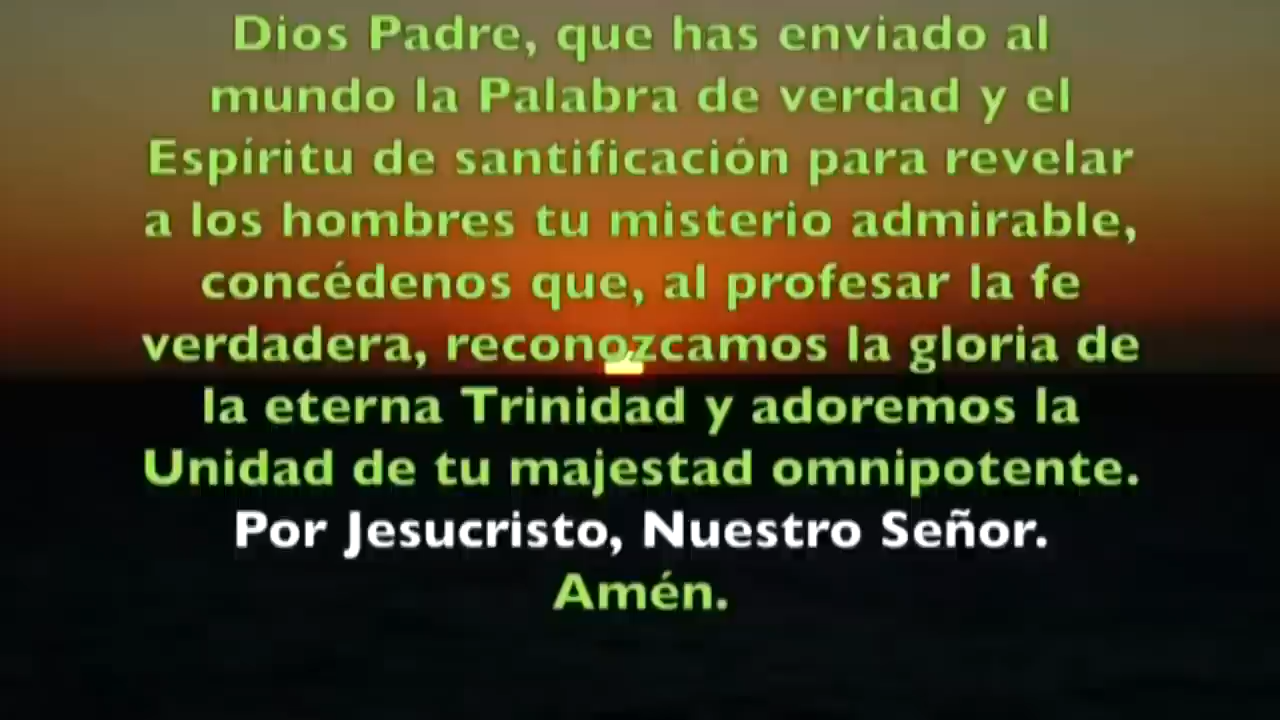 Dios Padre, que has enviado al
mundo la Palabra de verdad y el
Espíritu de santificación para revelar
a los hombres tu misterio admirable,
concédenos que, al profesar la fe
verdadera, reconozcamos la gloria de
la eterna Trinidad y adoremos la
Unidad de tu majestad omnipotente.
Por Jesucristo, Nuestro Señor.
Amén.